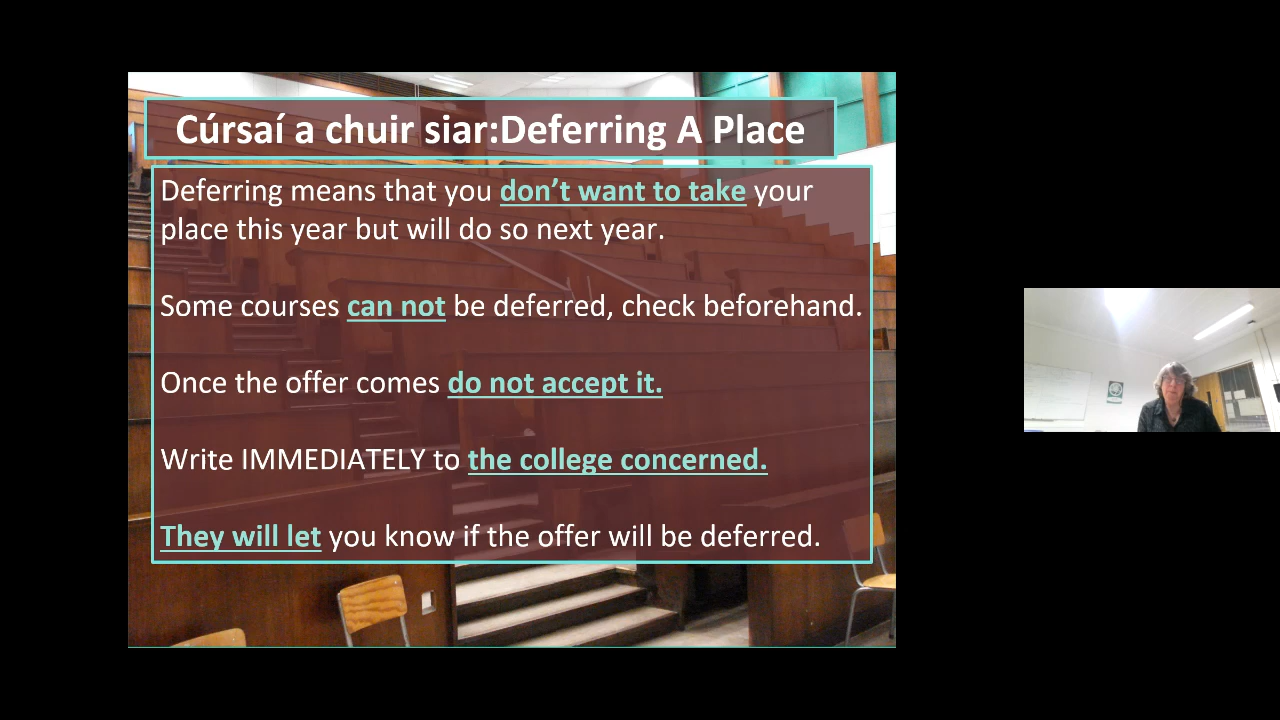 Cúrsaí a chuir siar:Deferring A Place
Deferring means that you don't want to take your
place this year but will do so next year.
Some courses can not be deferred, check beforehand.
Once the offer comes do not accept it.
Write IMMEDIATELY to the college concerned.
They will let you know if the offer will be deferred.